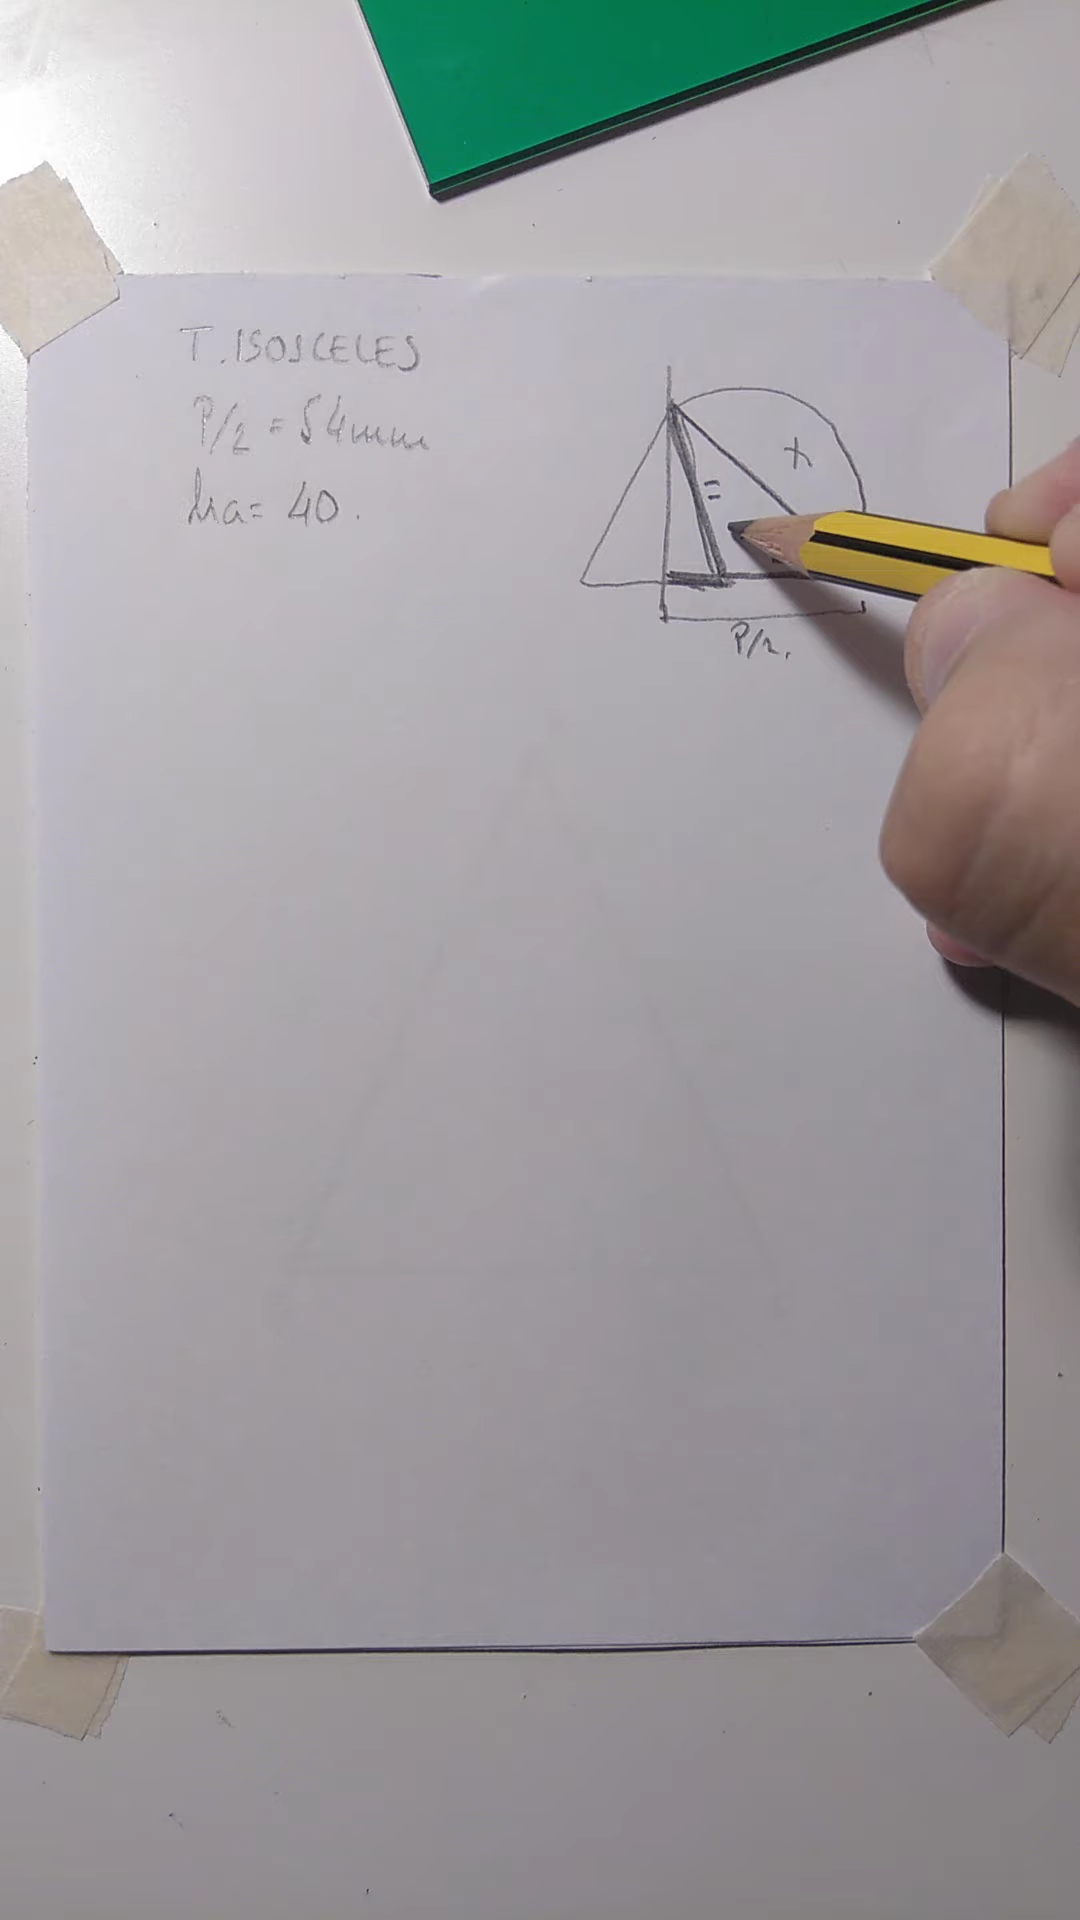 T. ISOSCELES
P/2 = 54mm
ha= 40.
=
P/2.